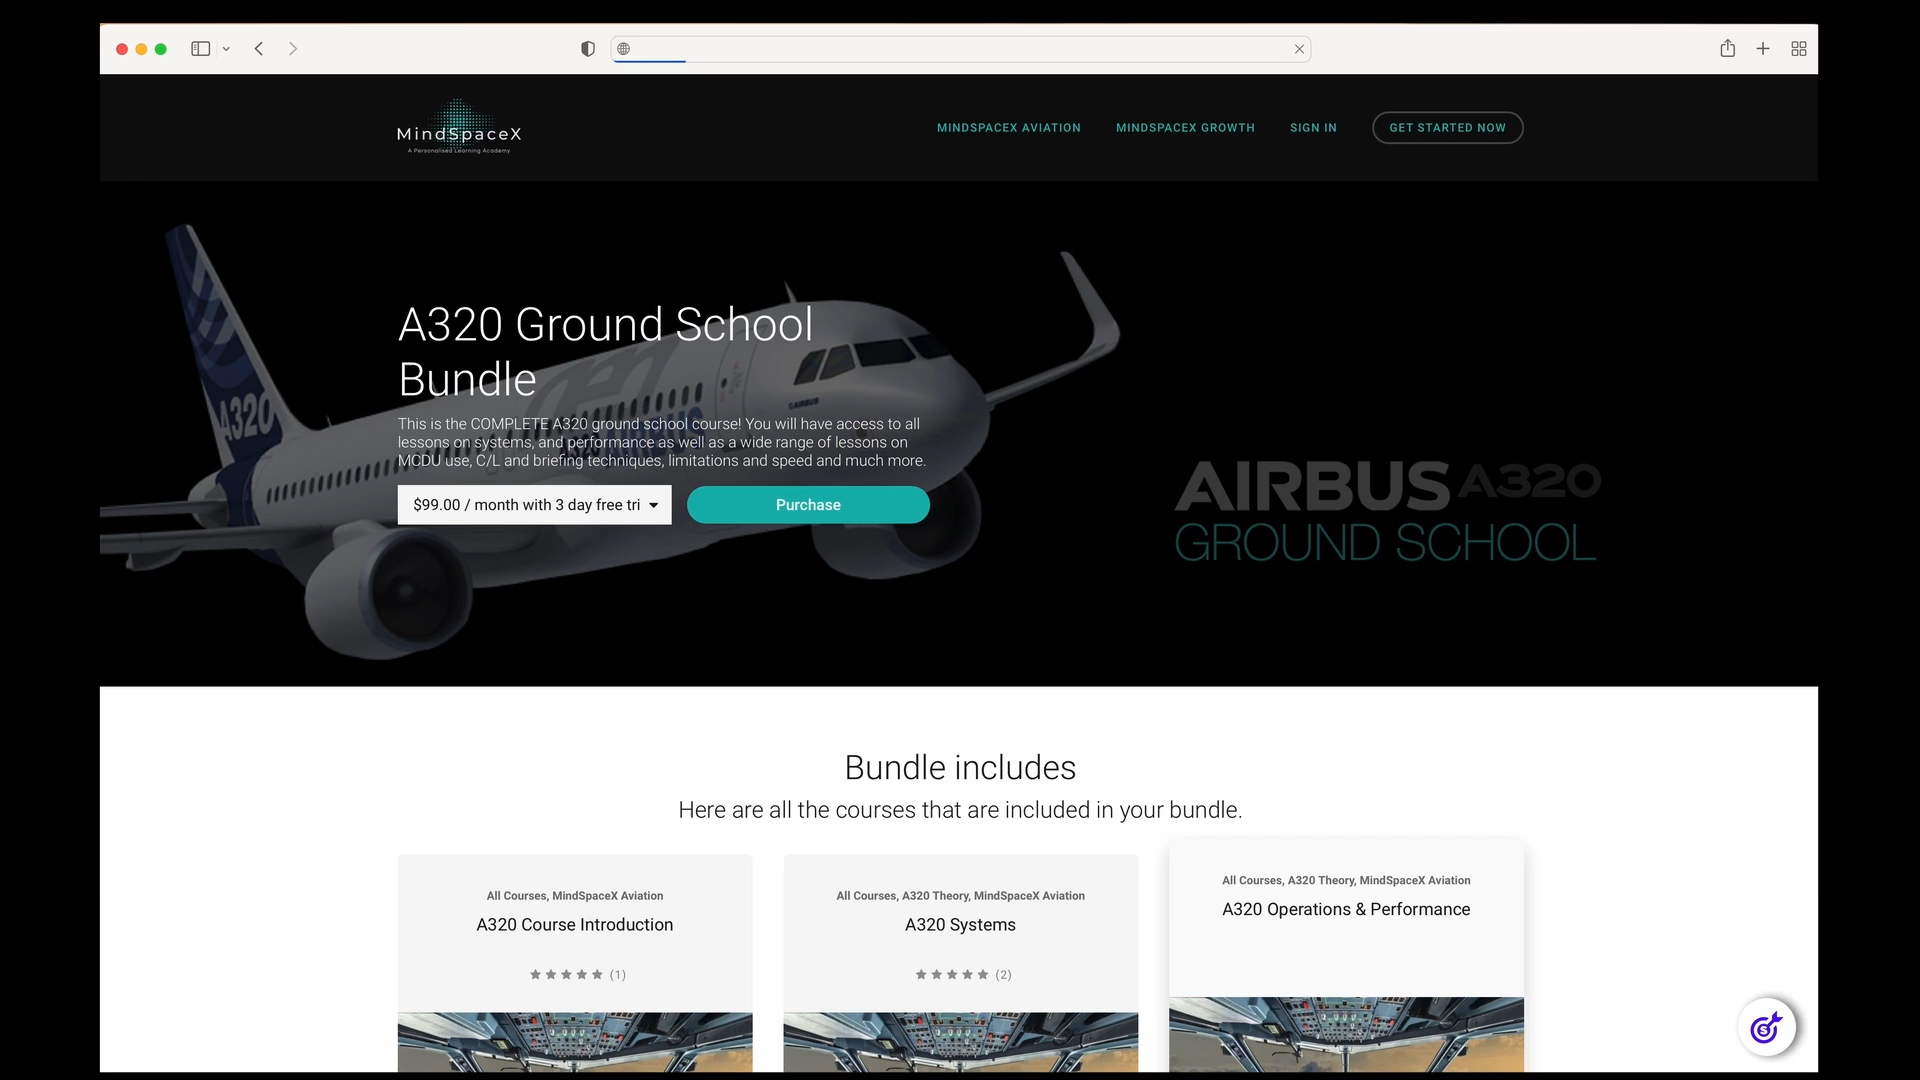 MindSpaceX
A Personalised Learning Academy
MINDSPACEX AVIATION
MINDSPACEX GROWTH
SIGN IN
GET STARTED NOW
A320 Ground School
Bundle
This is the COMPLETE A320 ground school course! You will have access to all
lessons on systems, and performance as well as a wide range of lessons on
MCDU use, C/L and briefing techniques, limitations and speed and much more.
$99.00 / month with 3 day free tri
Purchase
A320
A320 AIRBUS
AIRBUS
AIRBUS A320
GROUND SCHOOL
Bundle includes
Here are all the courses that are included in your bundle.
All Courses, MindSpaceX Aviation
A320 Course Introduction
(1)
All Courses, A320 Theory, MindSpaceX Aviation
A320 Systems
(2)
All Courses, A320 Theory, MindSpaceX Aviation
A320 Operations & Performance